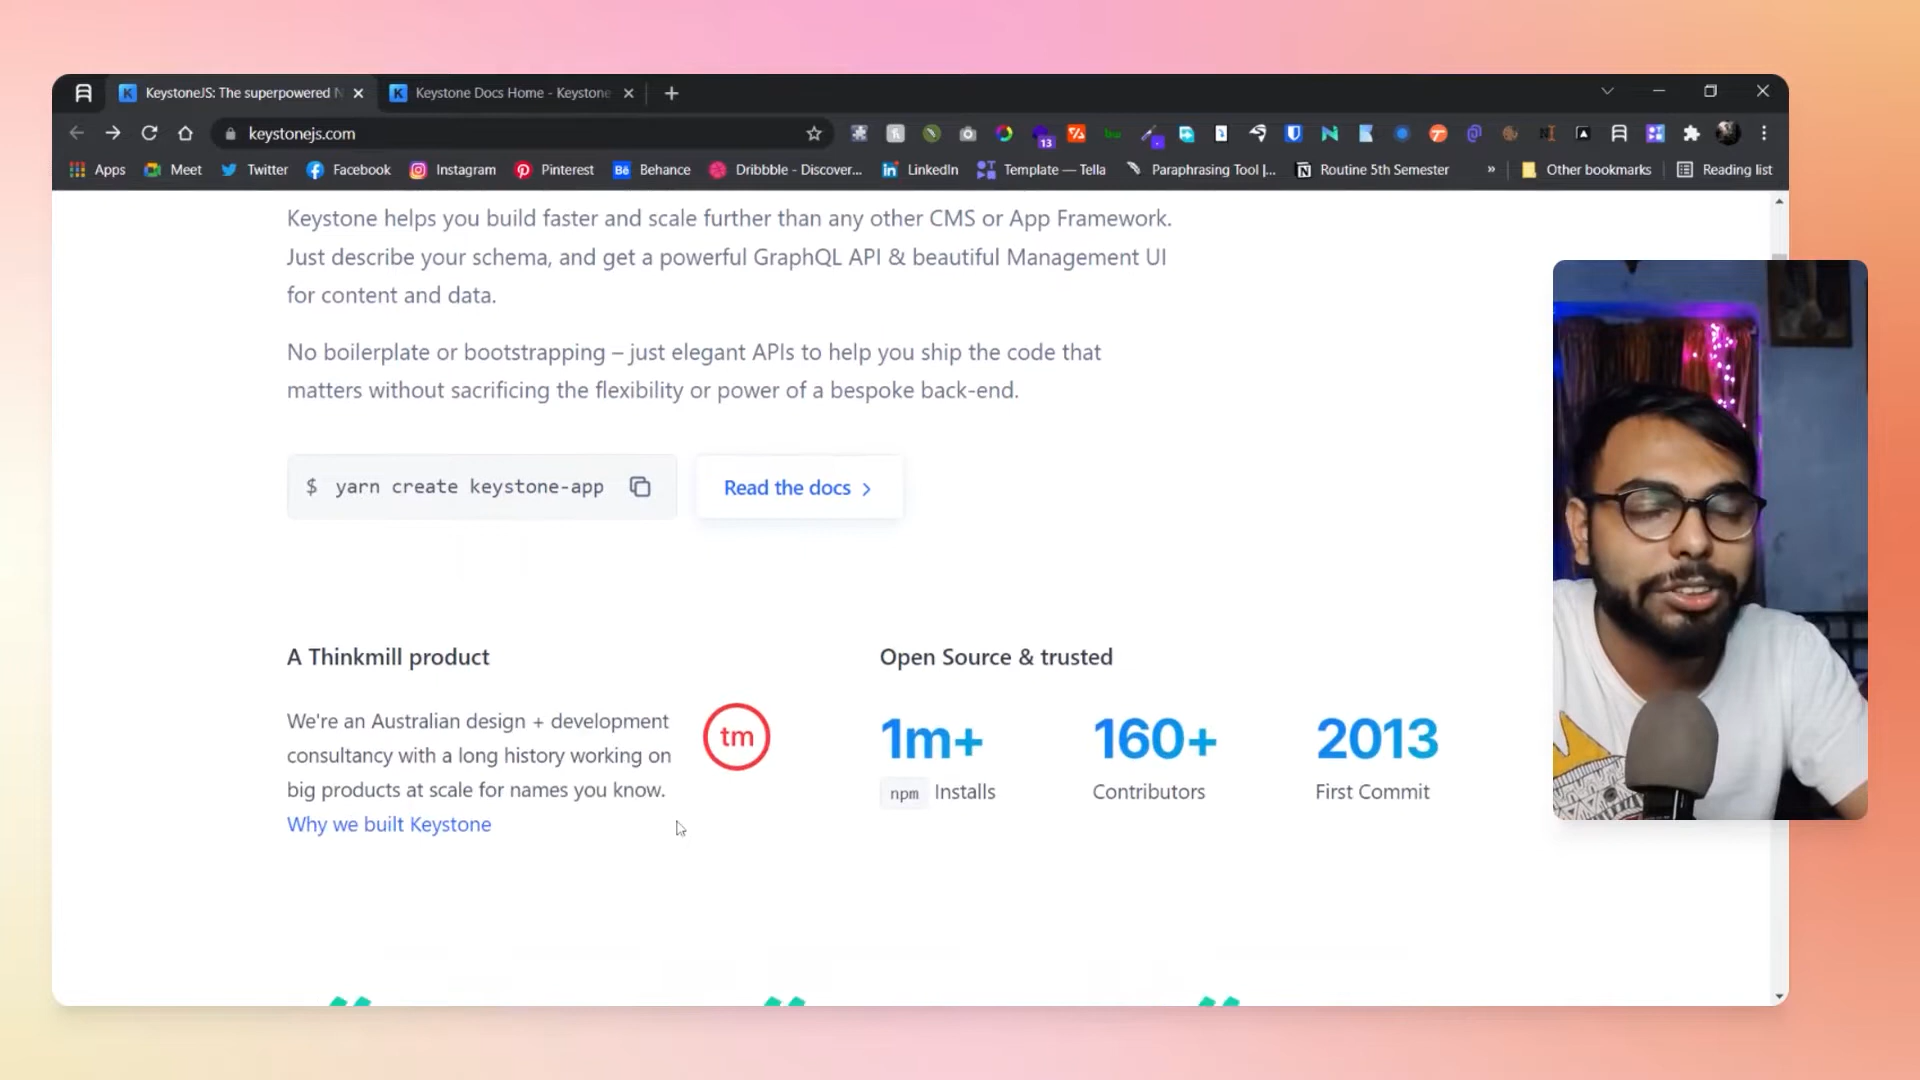 KeystoneJS: The superpowered N
Keystone Docs Home - Keystone
keystonejs.com
13
Apps
Meet
Twitter
Facebook
Instagram
Pinterest
Bē Behance
Dribbble - Discover...
in LinkedIn
Template — Tella
Paraphrasing Tool |...
Routine 5th Semester
»
Other bookmarks
Reading list
Keystone helps you build faster and scale further than any other CMS or App Framework.
Just describe your schema, and get a powerful GraphQL API & beautiful Management UI
for content and data.
No boilerplate or bootstrapping – just elegant APIs to help you ship the code that
matters without sacrificing the flexibility or power of a bespoke back-end.
$ yarn create keystone-app
Read the docs >
A Thinkmill product
We're an Australian design + development
consultancy with a long history working on
big products at scale for names you know.
Why we built Keystone
tm
Open Source & trusted
1m+
npm Installs
160+
Contributors
2013
First Commit